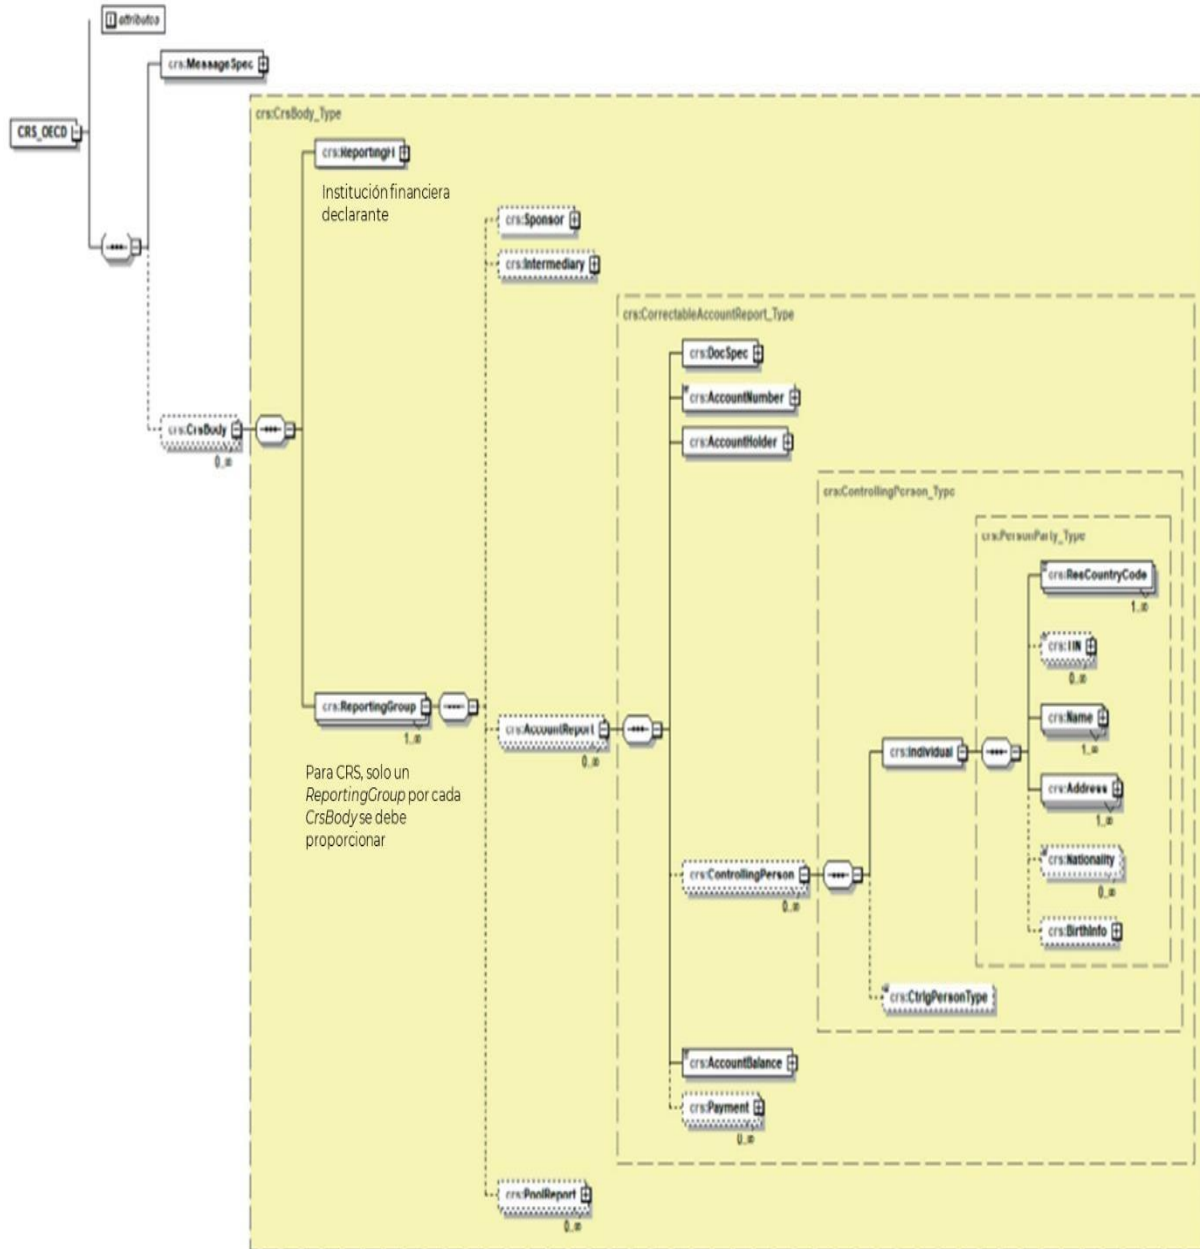 attributes
crs:MessageSpec
CRS_OECD
crs:CrsBody_Type
crs:ReportingFI
Institución financiera
declarante
crs:Sponsor
crs:Intermediary
crs:CorrectableAccountReport_Type
crs:DocSpec
crs:AccountNumber
crs:CrsBody
0..∞
crs:AccountHolder
crs:ControllingPerson_Type
crs:PersonParty_Type
crs:ResCountryCode
1..∞
crs:TIN
0..∞
crs:ReportingGroup
1..∞
crs:Name
1..∞
crs:AccountReport
0..∞
crs:Individual
Para CRS, solo un
ReportingGroup por cada
CrsBody se debe
proporcionar
crs:Address
1..∞
crs:ControllingPerson
0..∞
crs:Nationality
0..∞
crs:BirthInfo
crs:CtrlgPersonType
crs:AccountBalance
crs:Payment
0..∞
crs:PoolReport
0..∞